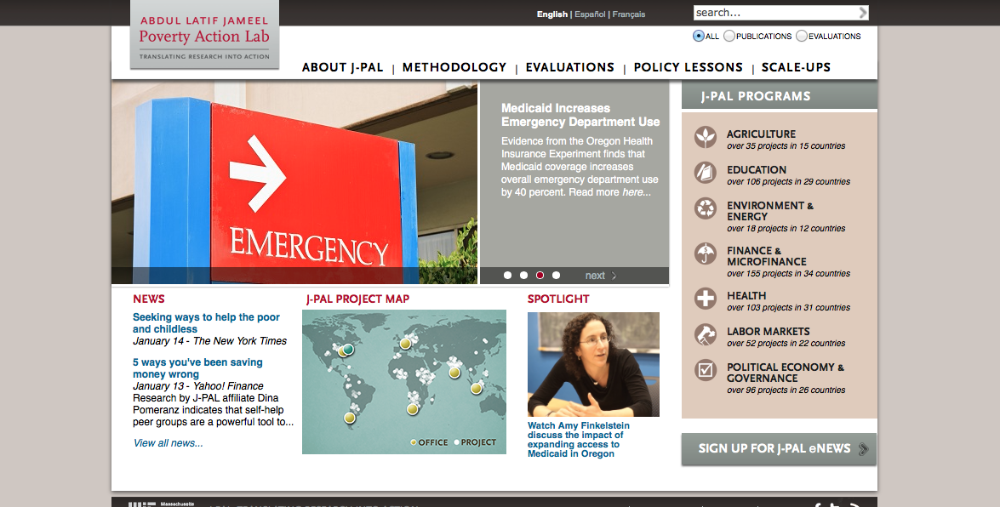 ABDUL LATIF JAMEEL
Poverty Action Lab
TRANSLATING RESEARCH INTO ACTION
English | Español | Français
search...
ALL PUBLICATIONS EVALUATIONS
ABOUT J-PAL | METHODOLOGY | EVALUATIONS | POLICY LESSONS | SCALE-UPS
EMERGENCY
Medicaid Increases
Emergency Department Use
Evidence from the Oregon Health
Insurance Experiment finds that
Medicaid coverage increases
overall emergency department use
by 40 percent. Read more here...
next
J-PAL PROGRAMS
AGRICULTURE
over 35 projects in 15 countries
EDUCATION
over 106 projects in 29 countries
ENVIRONMENT &
ENERGY
over 18 projects in 12 countries
FINANCE &
MICROFINANCE
over 155 projects in 34 countries
HEALTH
over 103 projects in 31 countries
LABOR MARKETS
over 52 projects in 22 countries
POLITICAL ECONOMY &
GOVERNANCE
over 96 projects in 26 countries
SIGN UP FOR J-PAL eNEWS
NEWS
Seeking ways to help the poor
and childless
January 14 - The New York Times
5 ways you've been saving
money wrong
January 13 - Yahoo! Finance
Research by J-PAL affiliate Dina
Pomeranz indicates that self-help
peer groups are a powerful tool to...
View all news...
J-PAL PROJECT MAP
OFFICE PROJECT
SPOTLIGHT
Watch Amy Finkelstein
discuss the impact of
expanding access to
Medicaid in Oregon
Massachusetts